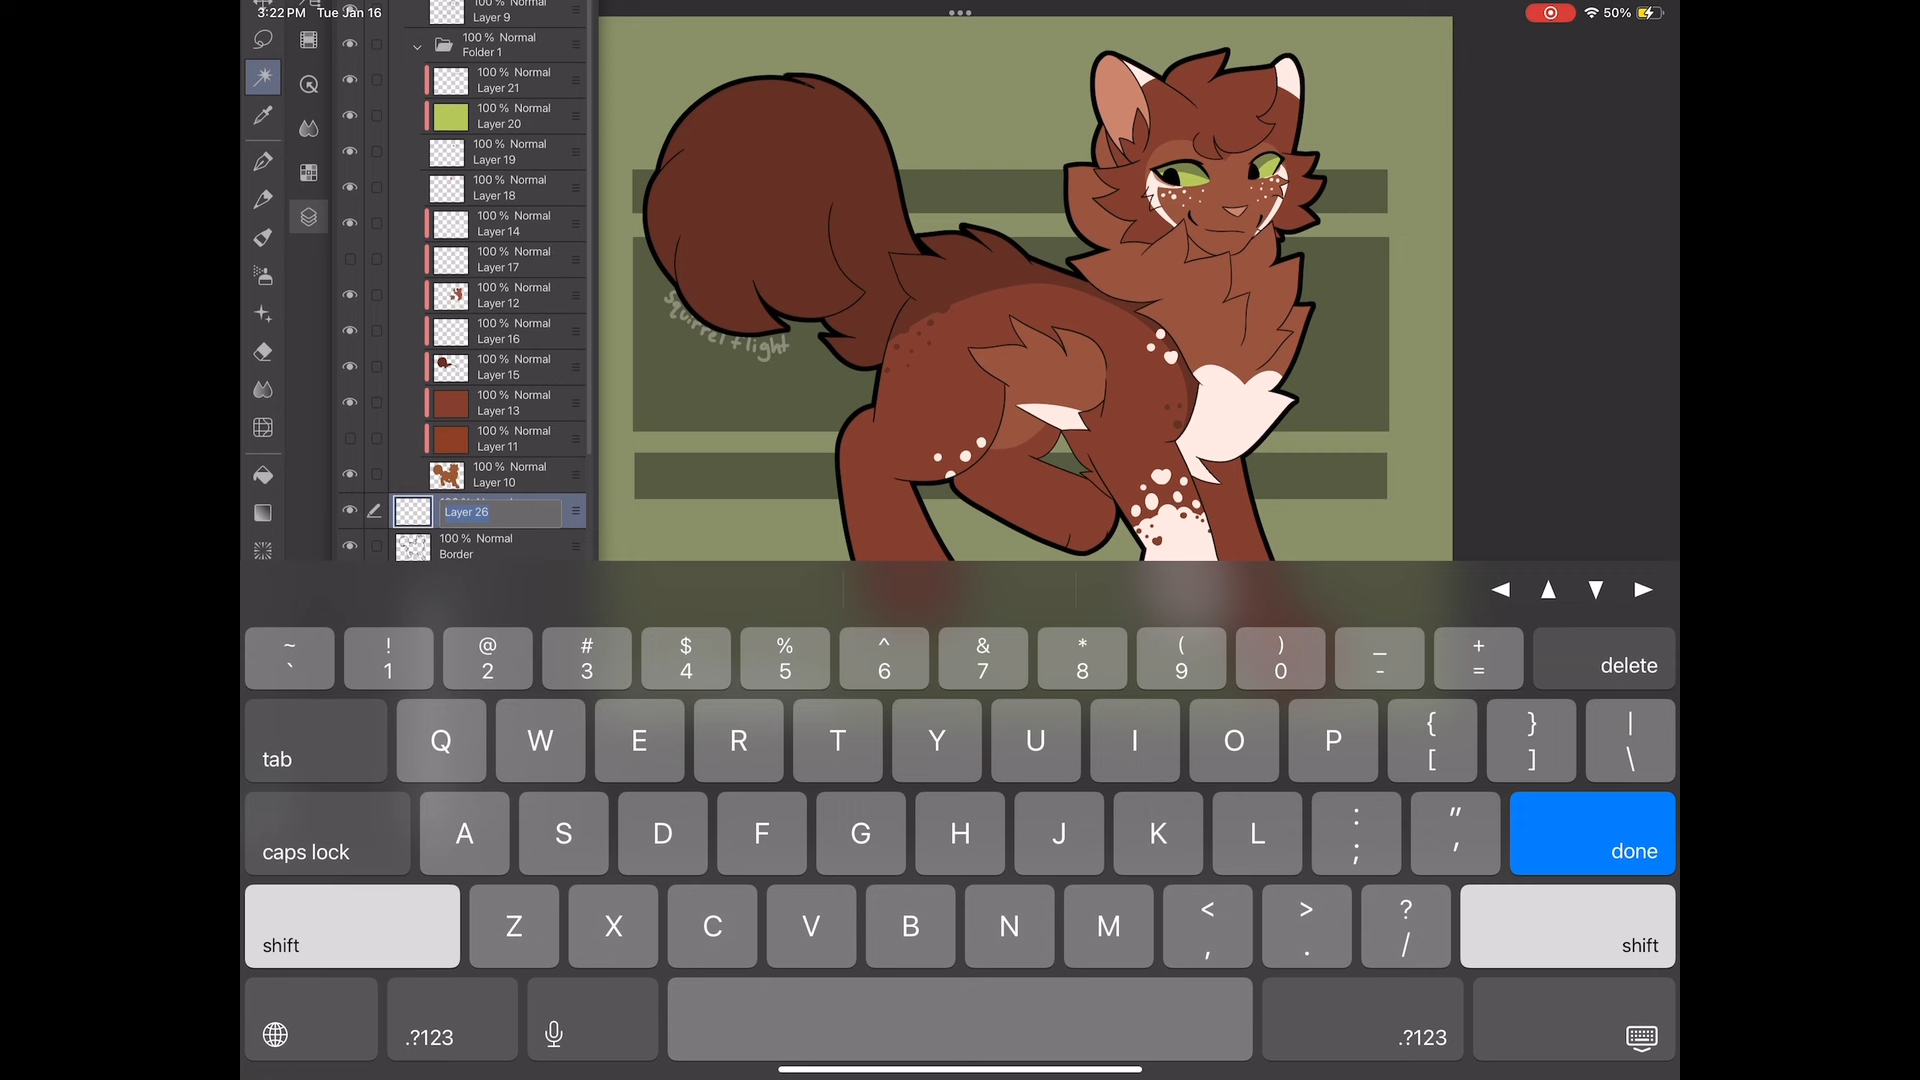 3:22 PM Tue Jan 16
50%
100 % Normal
Layer 9
100 % Normal
Folder 1
100 % Normal
Layer 21
100 % Normal
Layer 20
100 % Normal
Layer 19
100 % Normal
Layer 18
100 % Normal
Layer 14
100 % Normal
Layer 17
100 % Normal
Layer 12
100 % Normal
Layer 16
100 % Normal
Layer 15
100 % Normal
Layer 13
100 % Normal
Layer 11
100 % Normal
Layer 10
Layer 26
100 % Normal
Border
squirrelflight
~ ! @ # $ % ^ & * ( ) _ +
` 1 2 3 4 5 6 7 8 9 0 - = delete
tab Q W E R T Y U I O P { [ } ] | \
caps lock A S D F G H J K L : ; " ' done
shift Z X C V B N M < , > . ? / shift
.?123 .?123